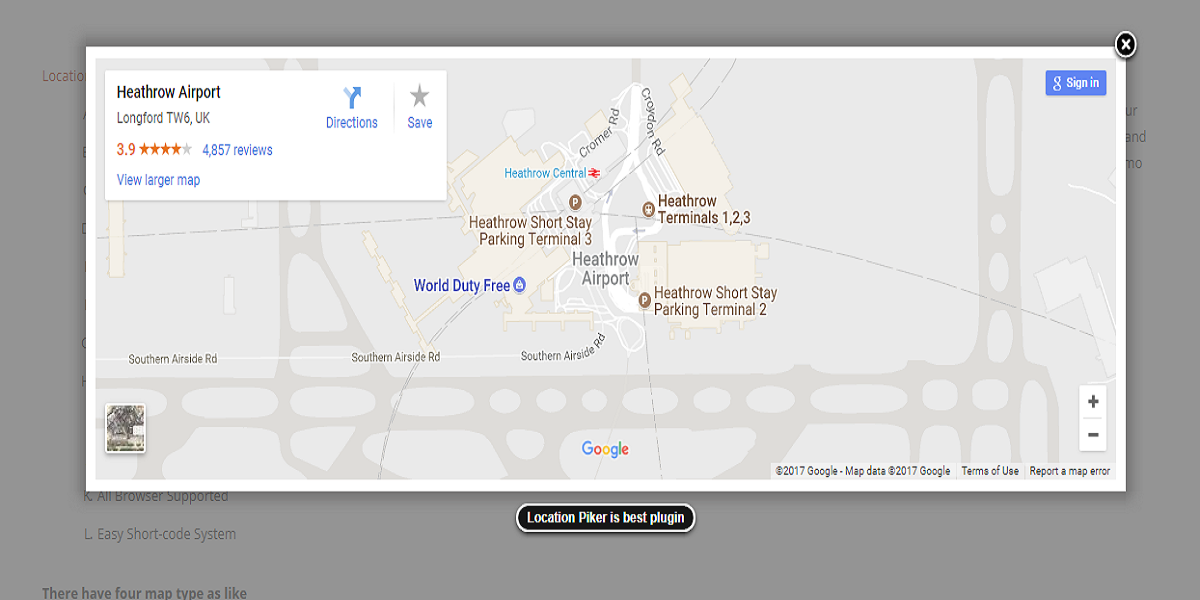 Location
Heathrow Airport
Longford TW6, UK
3.9
4,857 reviews
View larger map
Directions
Save
Sign in
Cromer Rd
Croydon Rd
Heathrow Central
Heathrow
Terminals 1,2,3
Heathrow Short Stay
Parking Terminal 3
Heathrow
Airport
World Duty Free
Heathrow Short Stay
Parking Terminal 2
Southern Airside Rd
Southern Airside Rd
Southern Airside Rd
+
−
Google
©2017 Google - Map data ©2017 Google
Terms of Use
Report a map error
K. All Browser Supported
Location Piker is best plugin
L. Easy Short-code System
There have four map type as like